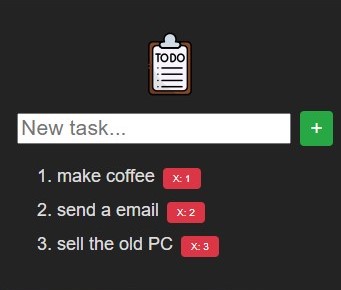 TODO
New task...
+
1. make coffee X: 1
2. send a email X: 2
3. sell the old PC X: 3